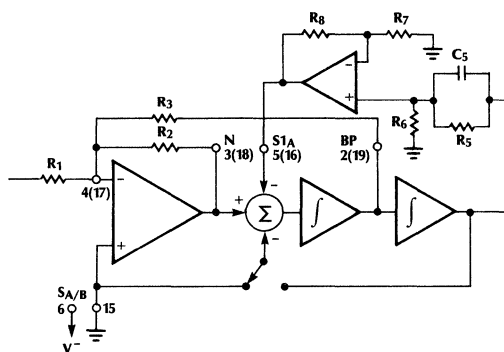 R8
R7
C5
R3
R2
N
3(18)
S1A
5(16)
BP
2(19)
R6
R5
R1
4(17)
−
+
+
−
Σ
−
∫
∫
−
+
SA/B
6
15
V−